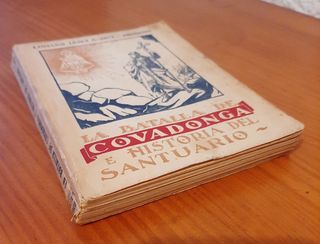 LA BATALLA DE
COVADONGA
E HISTORIA DEL
SANTUARIO